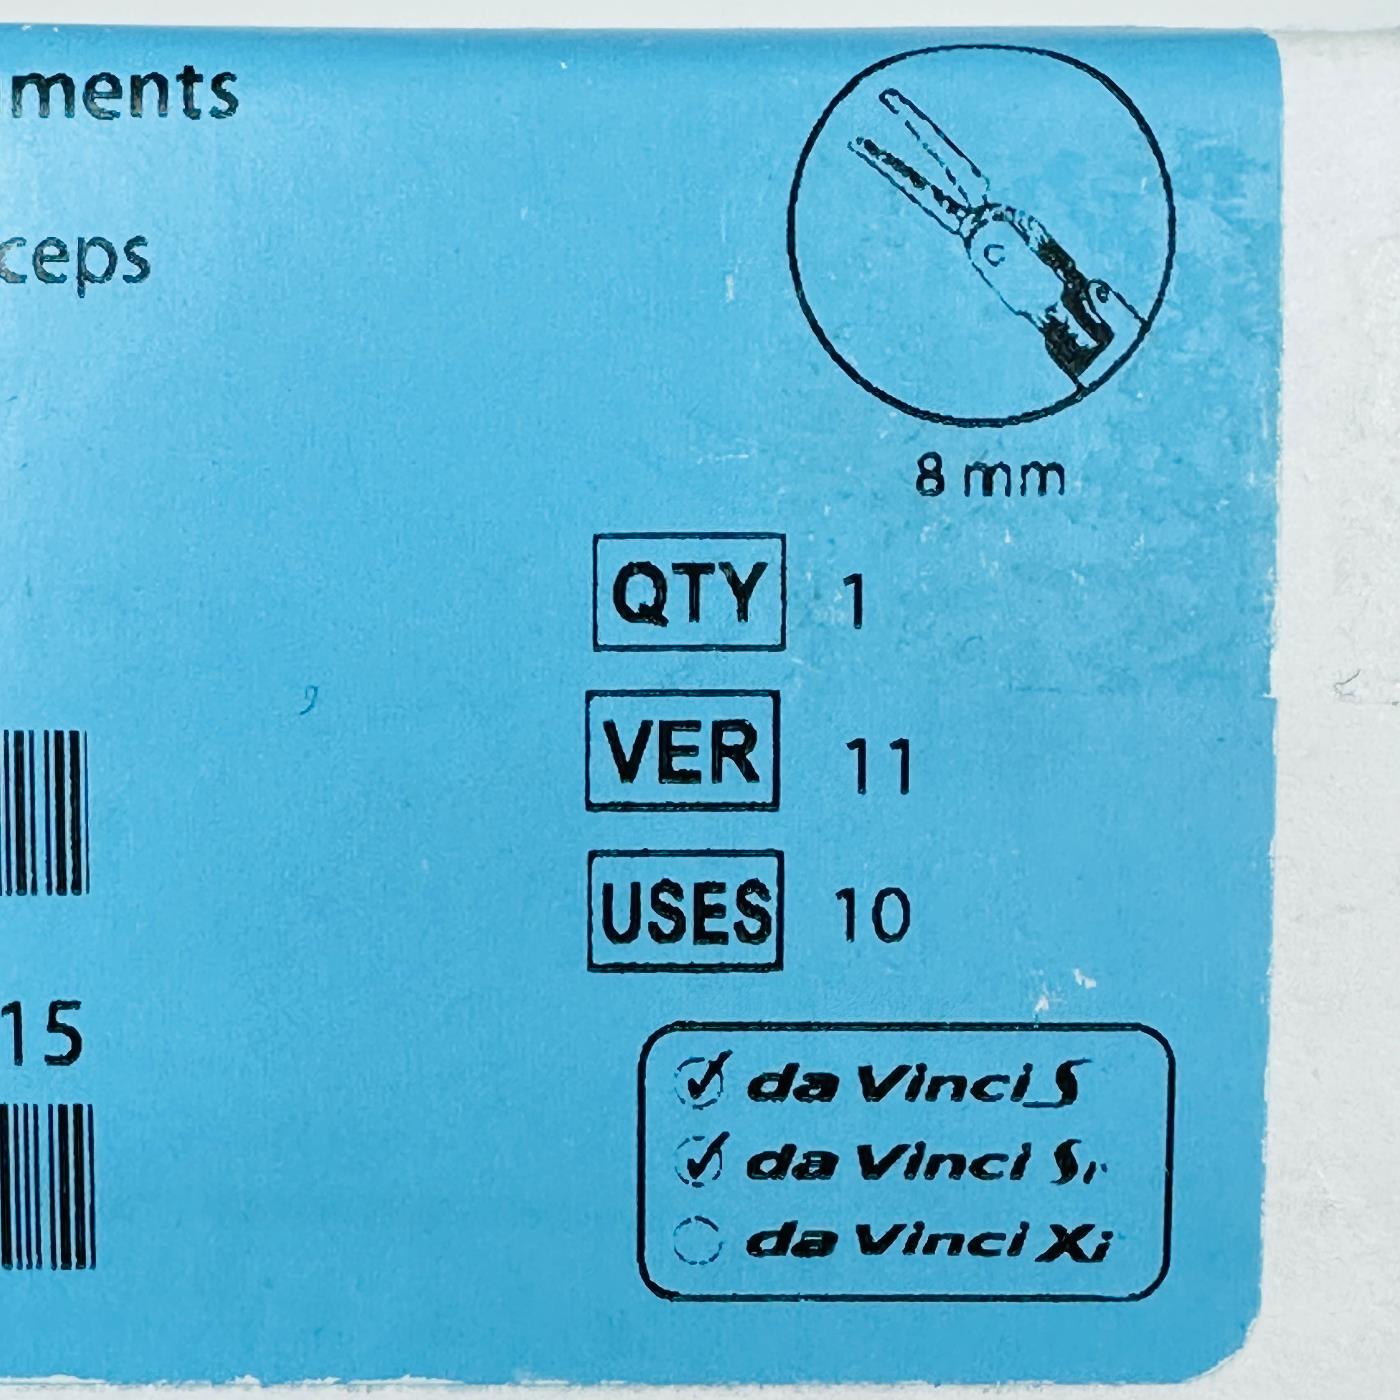 ments
ceps
8 mm
QTY 1
VER 11
USES 10
15
da Vinci S
da Vinci Si
da Vinci Xi